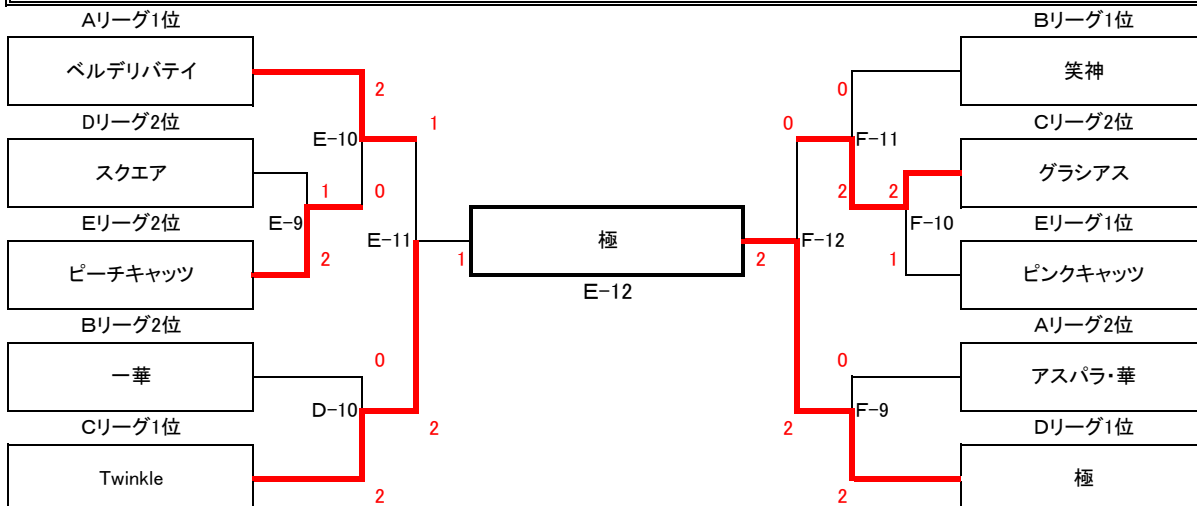 Aリーグ1位
Bリーグ1位
ベルデリバテイ
笑神
2
0
Dリーグ2位
Cリーグ2位
1
0
E-10
F-11
スクエア
グラシアス
1
0
2
2
Eリーグ2位
Eリーグ1位
E-9
F-10
極
E-11
F-12
ピーチキャッツ
ピンクキャッツ
2
1
2
1
E-12
Bリーグ2位
Aリーグ2位
0
0
一華
アスパラ・華
D-10
F-9
Cリーグ1位
Dリーグ1位
2
2
Twinkle
極
2
2